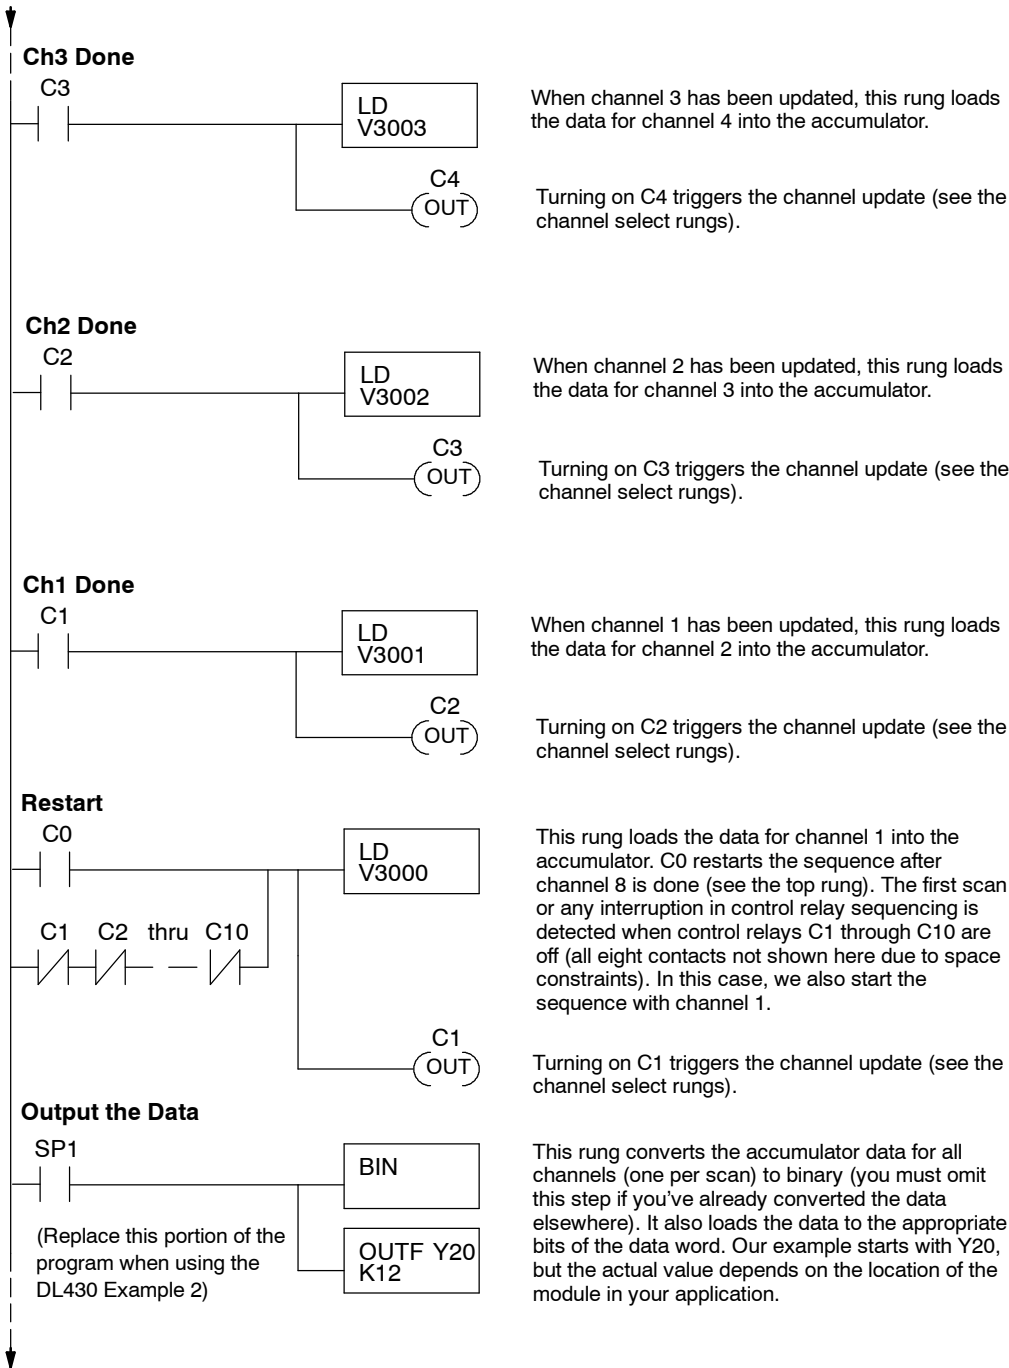 Ch3 Done
C3
LD
V3003
C4
OUT
When channel 3 has been updated, this rung loads
the data for channel 4 into the accumulator.
Turning on C4 triggers the channel update (see the
channel select rungs).
Ch2 Done
C2
LD
V3002
C3
OUT
When channel 2 has been updated, this rung loads
the data for channel 3 into the accumulator.
Turning on C3 triggers the channel update (see the
channel select rungs).
Ch1 Done
C1
LD
V3001
C2
OUT
When channel 1 has been updated, this rung loads
the data for channel 2 into the accumulator.
Turning on C2 triggers the channel update (see the
channel select rungs).
Restart
C0
LD
V3000
C1 C2 thru C10
C1
OUT
This rung loads the data for channel 1 into the
accumulator. C0 restarts the sequence after
channel 8 is done (see the top rung). The first scan
or any interruption in control relay sequencing is
detected when control relays C1 through C10 are
off (all eight contacts not shown here due to space
constraints). In this case, we also start the
sequence with channel 1.
Turning on C1 triggers the channel update (see the
channel select rungs).
Output the Data
SP1
BIN
(Replace this portion of the
program when using the
DL430 Example 2)
OUTF Y20
K12
This rung converts the accumulator data for all
channels (one per scan) to binary (you must omit
this step if you've already converted the data
elsewhere). It also loads the data to the appropriate
bits of the data word. Our example starts with Y20,
but the actual value depends on the location of the
module in your application.